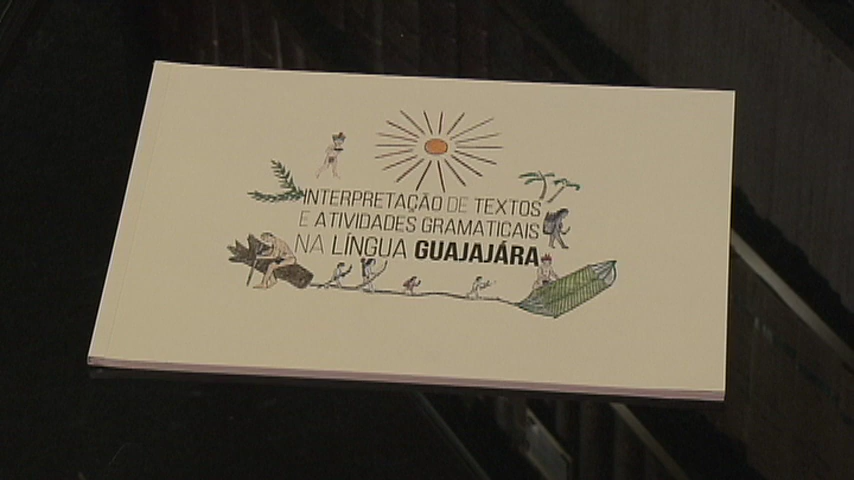 INTERPRETAÇÃO DE TEXTOS
E ATIVIDADES GRAMATICAIS
NA LÍNGUA GUAJAJÁRA